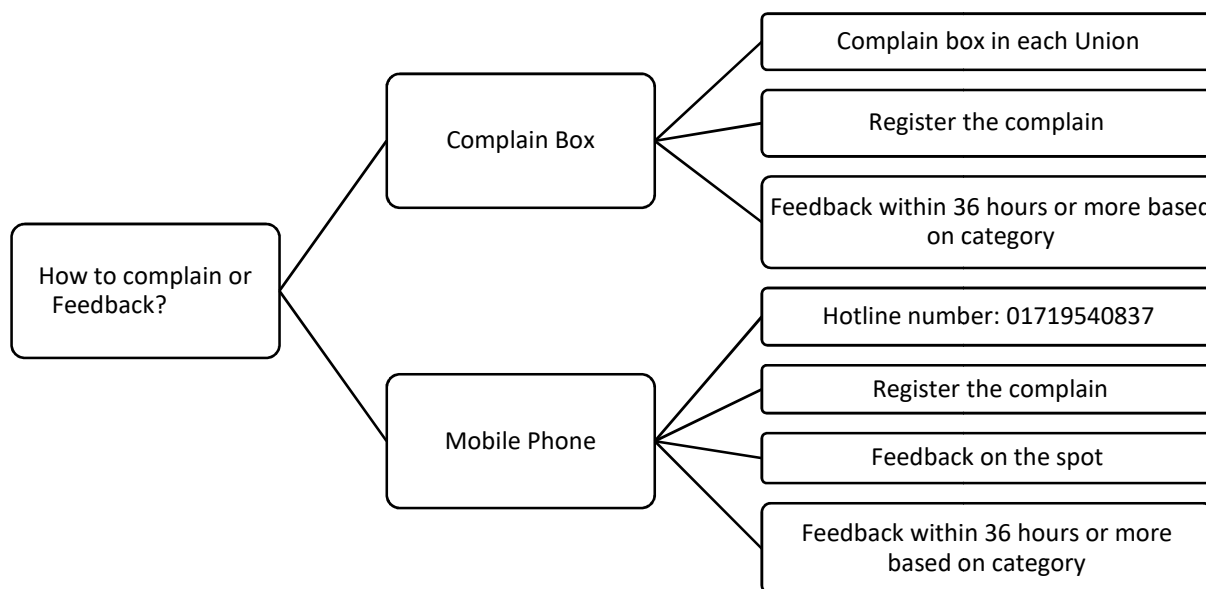 How to complain or
Feedback?
Complain Box
Complain box in each Union
Register the complain
Feedback within 36 hours or more based
on category
Mobile Phone
Hotline number: 01719540837
Register the complain
Feedback on the spot
Feedback within 36 hours or more
based on category